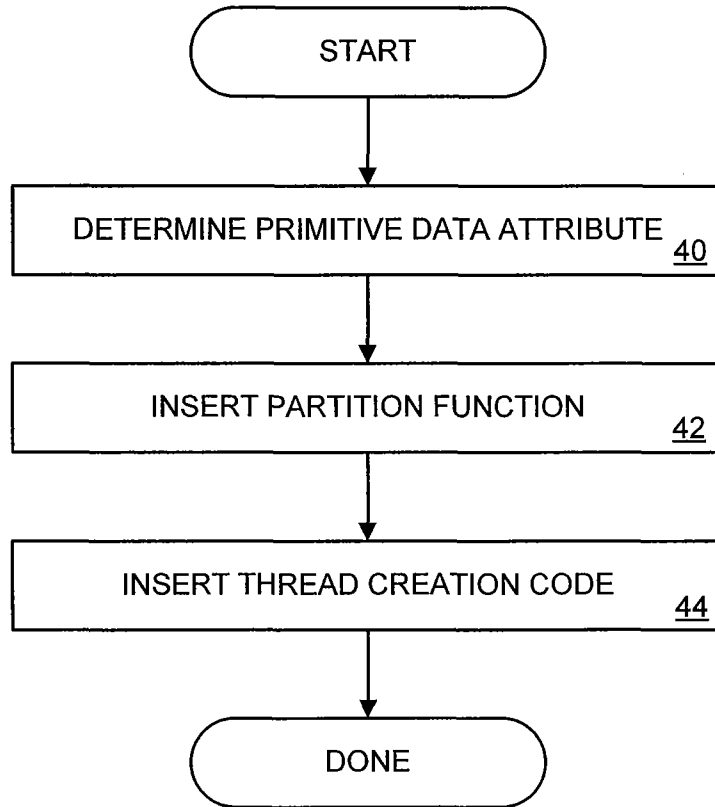 START
DETERMINE PRIMITIVE DATA ATTRIBUTE
40
INSERT PARTITION FUNCTION
42
INSERT THREAD CREATION CODE
44
DONE